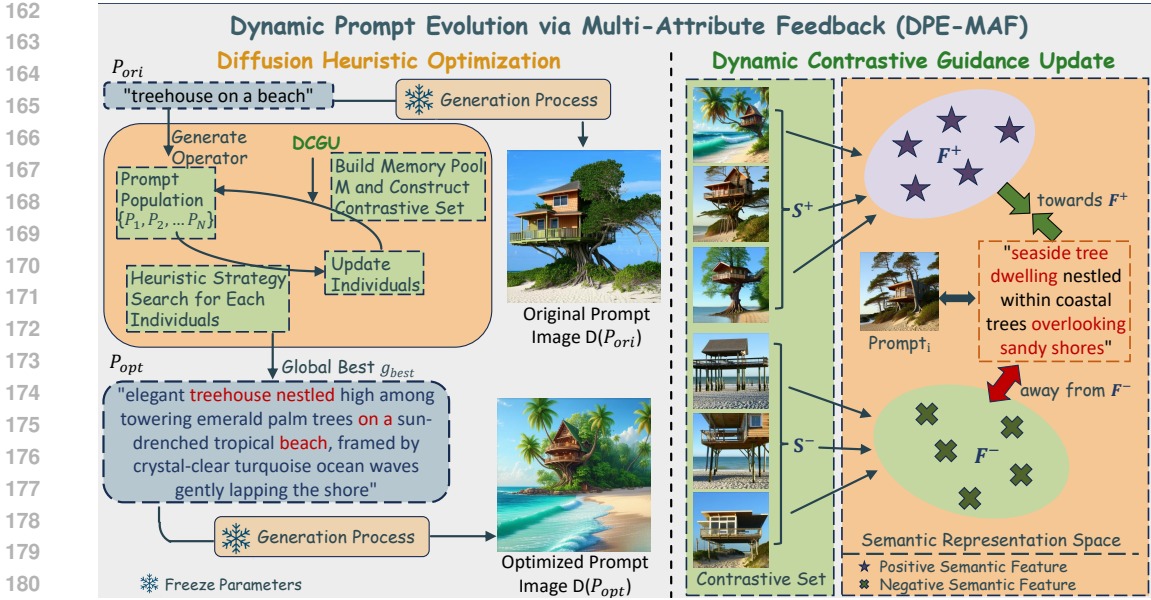 162
163
164
165
166
167
168
169
170
171
172
173
174
175
176
177
178
179
180
Dynamic Prompt Evolution via Multi-Attribute Feedback (DPE-MAF)
Diffusion Heuristic Optimization
P_ori
"treehouse on a beach"
Generation Process
Generate
Operator
DCGU
Prompt
Population
{P_1, P_2, ... P_N}
Build Memory Pool
M and Construct
Contrastive Set
Heuristic Strategy
Search for Each
Individuals
Update
Individuals
Original Prompt
Image D(P_ori)
P_opt
Global Best g_best
"elegant treehouse nestled high among
towering emerald palm trees on a sun-
drenched tropical beach, framed by
crystal-clear turquoise ocean waves
gently lapping the shore"
Generation Process
Optimized Prompt
Image D(P_opt)
Freeze Parameters
Dynamic Contrastive Guidance Update
S^+
S^-
Contrastive Set
F^+
towards F^+
"seaside tree
dwelling nestled
within coastal
trees overlooking
sandy shores"
Prompt_i
away from F^-
F^-
Semantic Representation Space
Positive Semantic Feature
Negative Semantic Feature